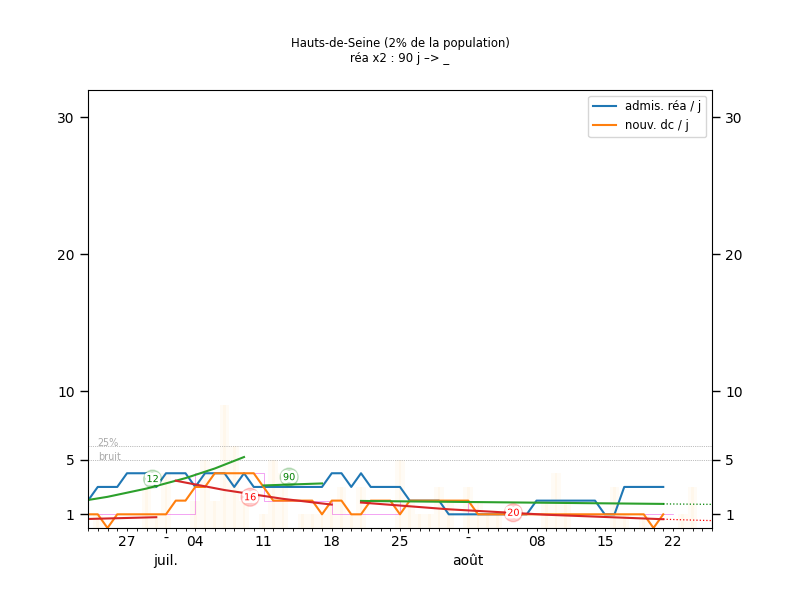 Hauts-de-Seine (2% de la population)
réa x2 : 90 j –> _
admis. réa / j
nouv. dc / j
30 30
20 20
10 10
25%
bruit
5 5
1 1
12
16
90
20
27 - 04 11 18 25 - 08 15 22
juil. août